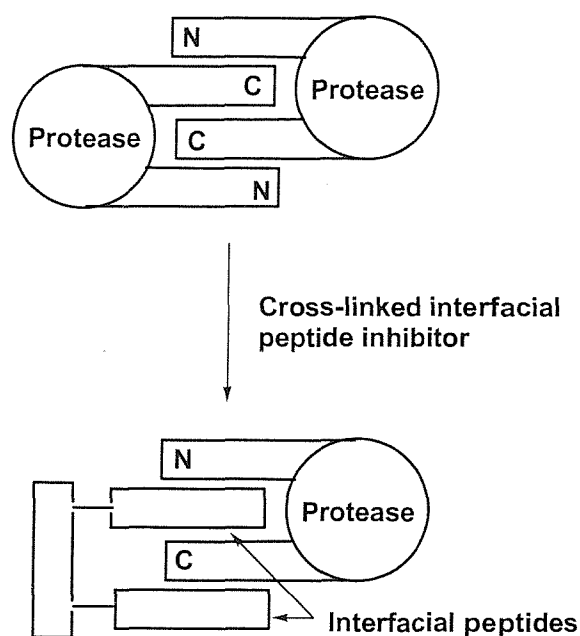 N
C
Protease
Protease
C
N
Cross-linked interfacial
peptide inhibitor
N
Protease
C
Interfacial peptides